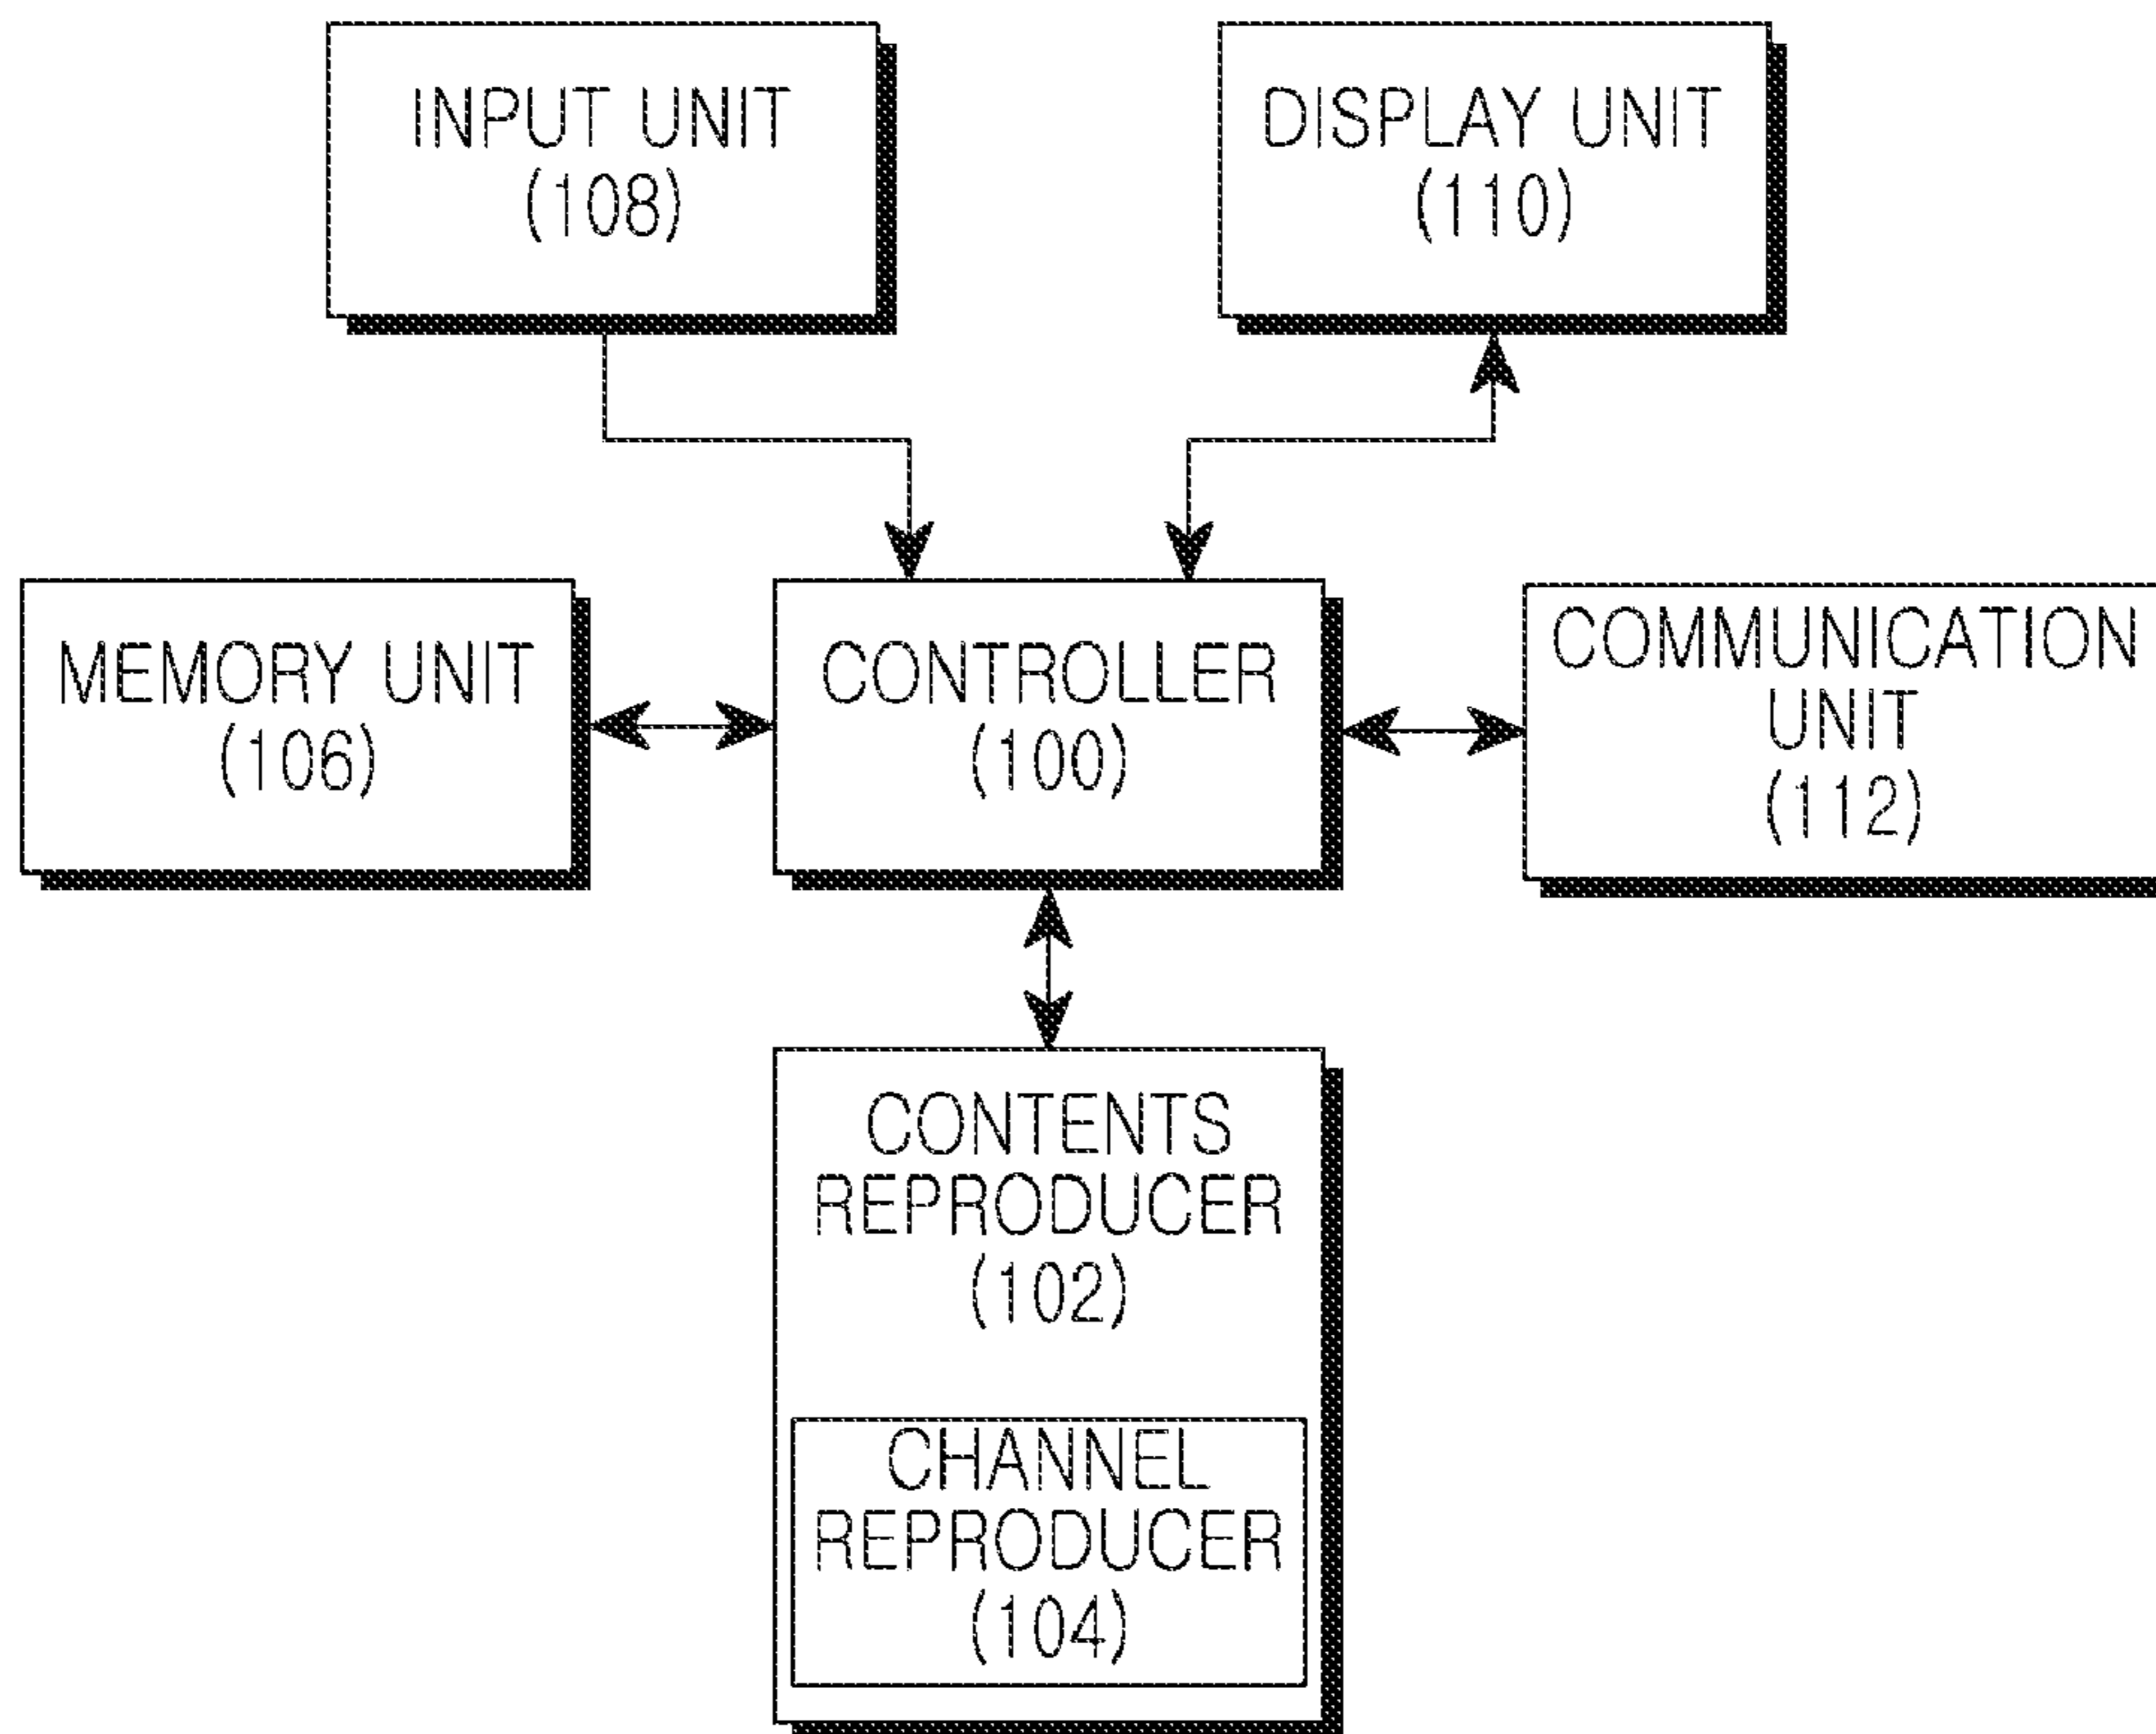 INPUT UNIT
(108)
DISPLAY UNIT
(110)
MEMORY UNIT
(106)
CONTROLLER
(100)
COMMUNICATION
UNIT
(112)
CONTENTS
REPRODUCER
(102)
CHANNEL
REPRODUCER
(104)